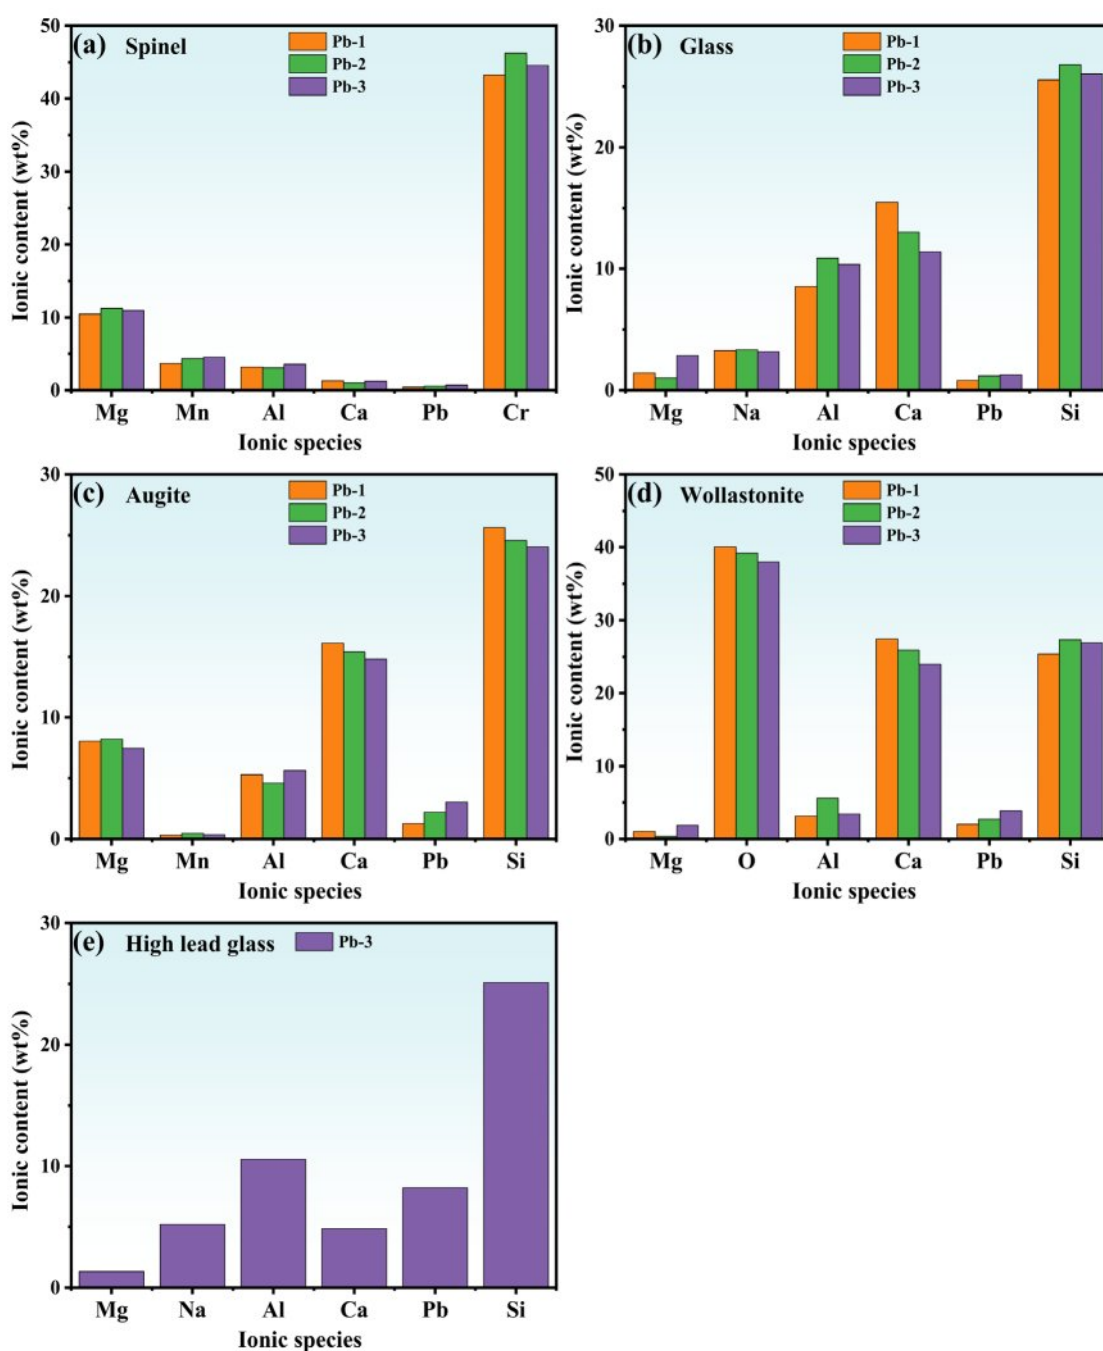 (a) Spinel
Pb-1
Pb-2
Pb-3
50
40
30
20
10
0
Ionic content (wt%)
Mg Mn Al Ca Pb Cr
Ionic species
(b) Glass
Pb-1
Pb-2
Pb-3
30
20
10
0
Ionic content (wt%)
Mg Na Al Ca Pb Si
Ionic species
(c) Augite
Pb-1
Pb-2
Pb-3
30
20
10
0
Ionic content (wt%)
Mg Mn Al Ca Pb Si
Ionic species
(d) Wollastonite
Pb-1
Pb-2
Pb-3
50
40
30
20
10
0
Ionic content (wt%)
Mg O Al Ca Pb Si
Ionic species
(e) High lead glass Pb-3
30
20
10
0
Ionic content (wt%)
Mg Na Al Ca Pb Si
Ionic species